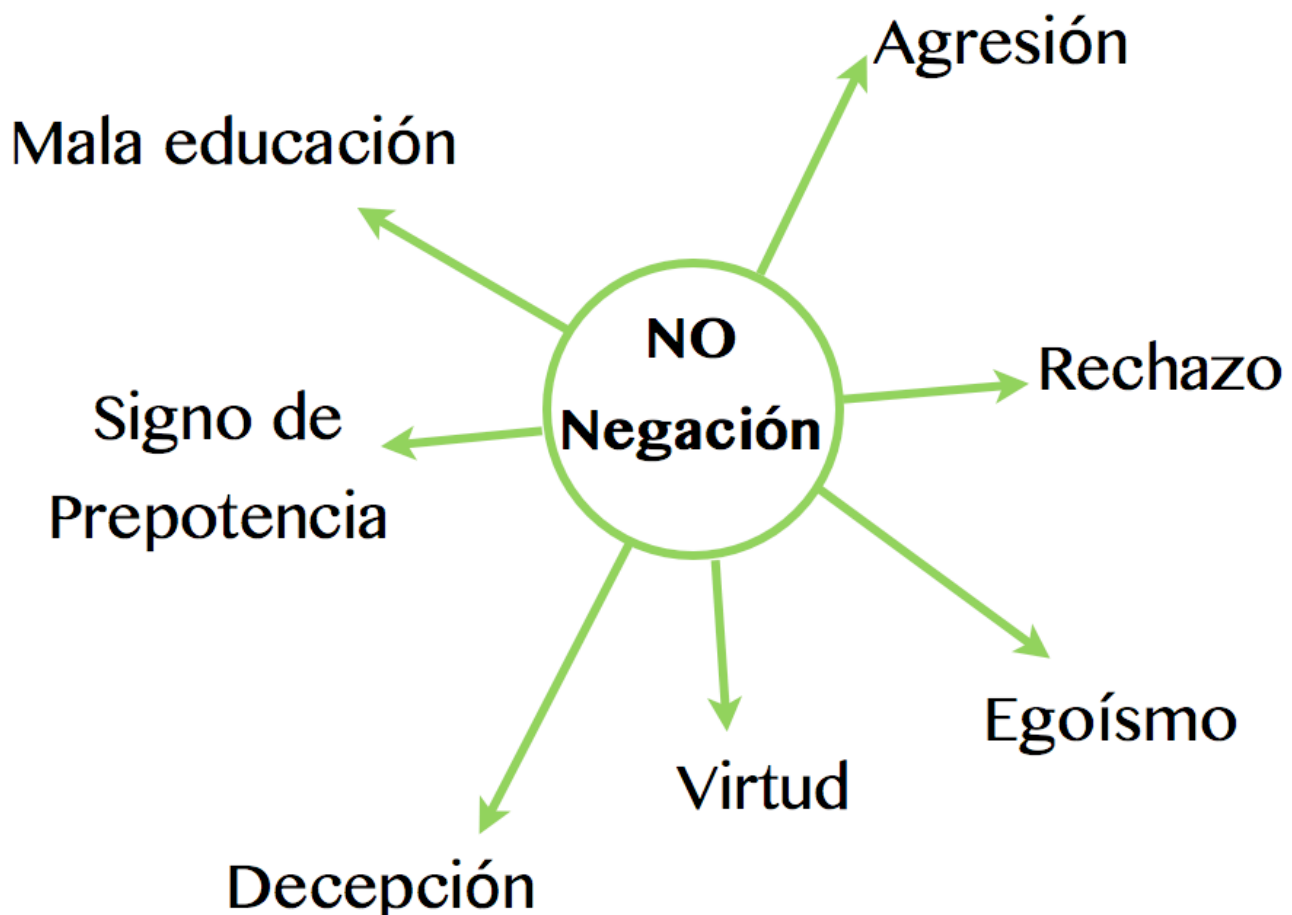 Agresión
Mala educación
NO
Negación
Rechazo
Signo de
Prepotencia
Egoísmo
Virtud
Decepción